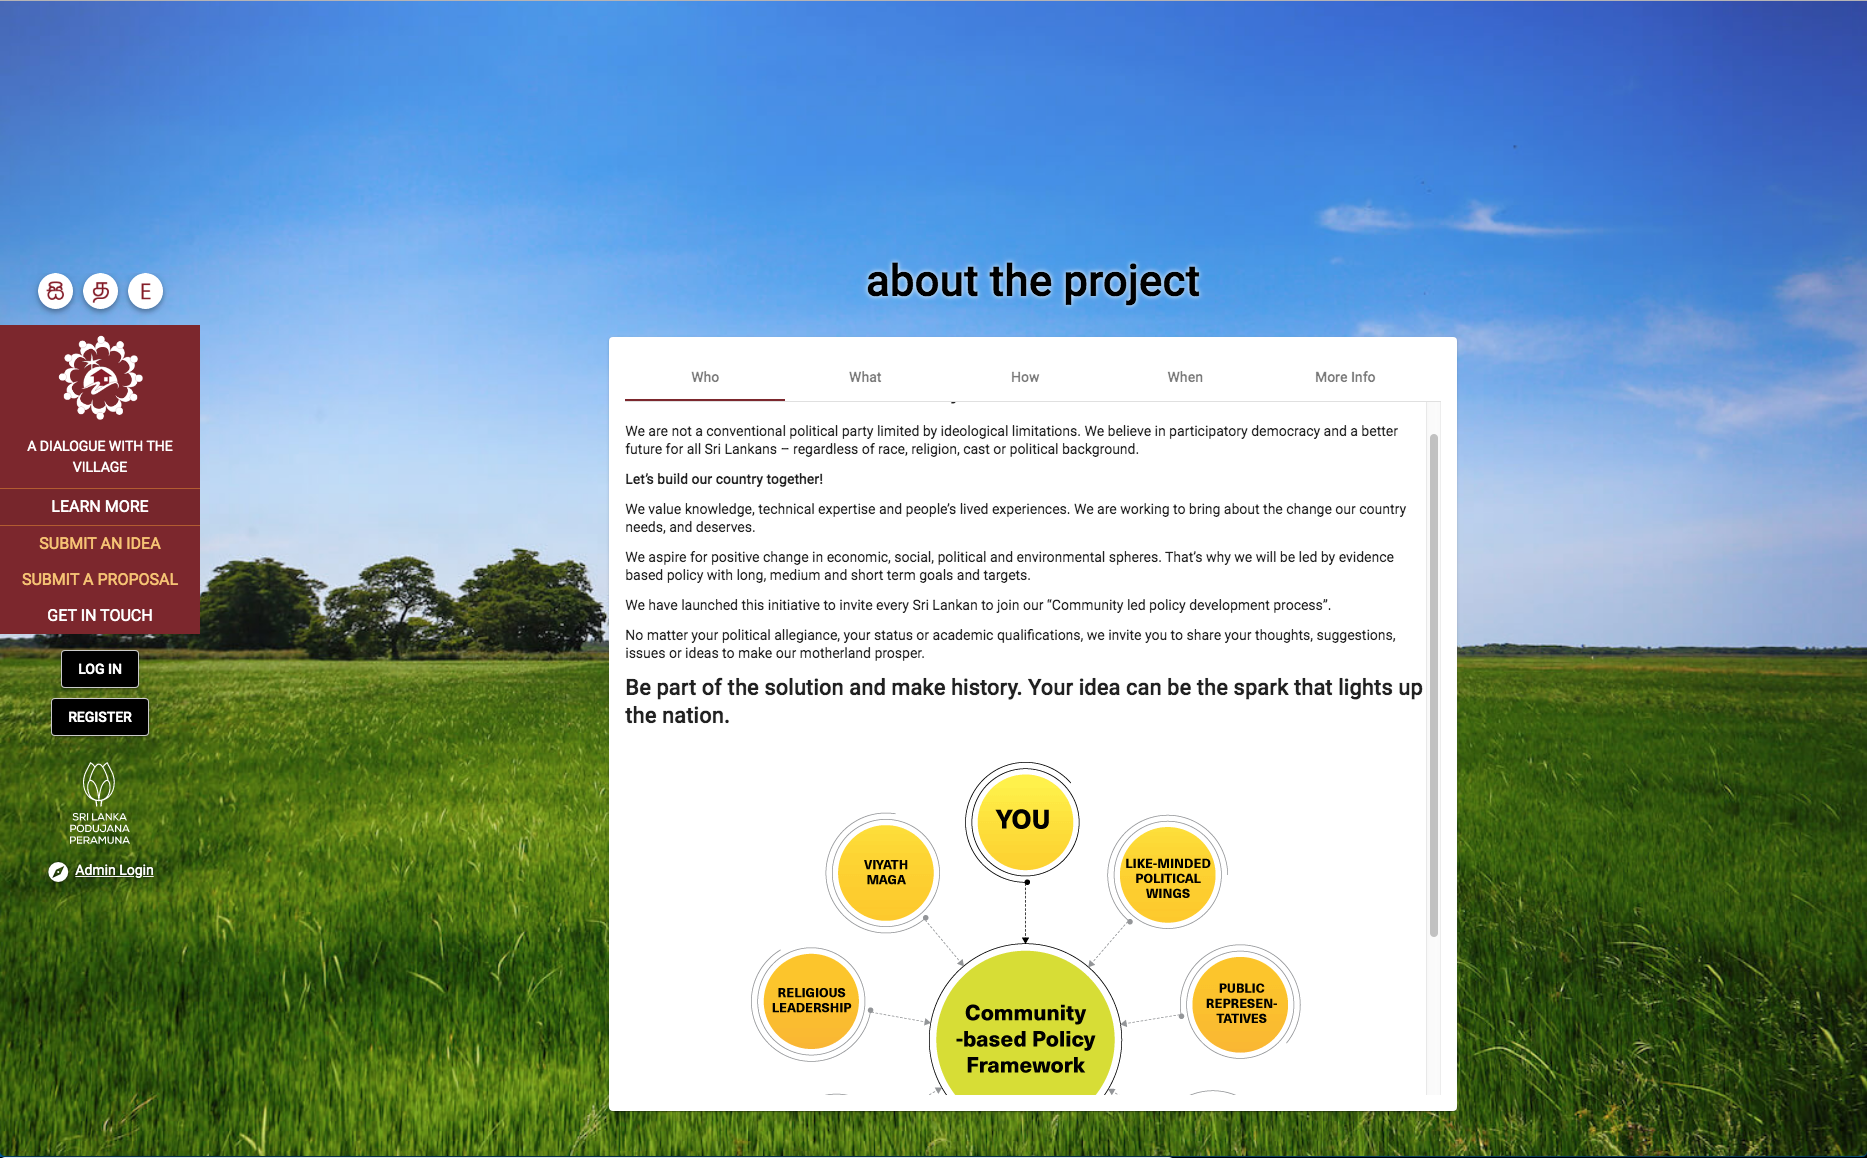 about the project
සි
த
E
A DIALOGUE WITH THE
VILLAGE
LEARN MORE
SUBMIT AN IDEA
SUBMIT A PROPOSAL
GET IN TOUCH
LOG IN
REGISTER
SRI LANKA
PODUJANA
PERAMUNA
Admin Login
Who
What
How
When
More Info
We are not a conventional political party limited by ideological limitations. We believe in participatory democracy and a better
future for all Sri Lankans – regardless of race, religion, cast or political background.
Let’s build our country together!
We value knowledge, technical expertise and people’s lived experiences. We are working to bring about the change our country
needs, and deserves.
We aspire for positive change in economic, social, political and environmental spheres. That’s why we will be led by evidence
based policy with long, medium and short term goals and targets.
We have launched this initiative to invite every Sri Lankan to join our “Community led policy development process”.
No matter your political allegiance, your status or academic qualifications, we invite you to share your thoughts, suggestions,
issues or ideas to make our motherland prosper.
Be part of the solution and make history. Your idea can be the spark that lights up
the nation.
YOU
VIYATH
MAGA
LIKE-MINDED
POLITICAL
WINGS
RELIGIOUS
LEADERSHIP
PUBLIC
REPRESEN-
TATIVES
Community
-based Policy
Framework